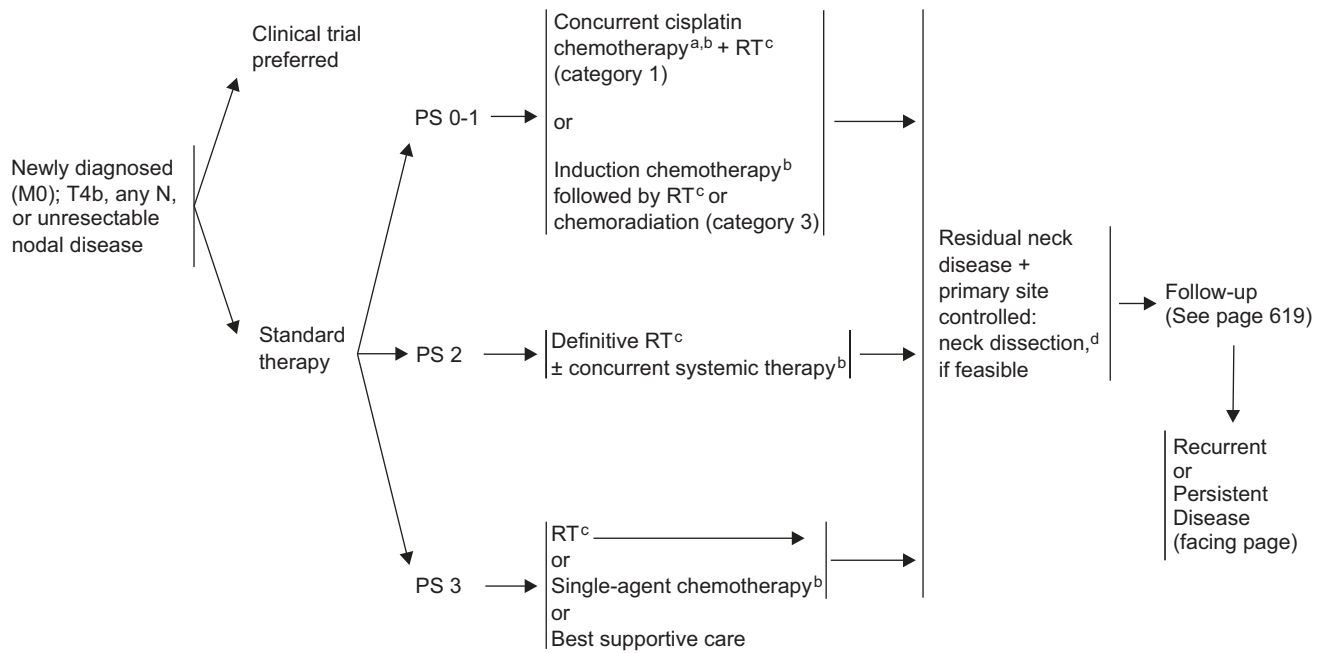 Clinical trial
preferred
Newly diagnosed
(M0); T4b, any N,
or unresectable
nodal disease
Standard
therapy
PS 0-1
Concurrent cisplatin
chemotherapyᵃ,ᵇ + RTᶜ
(category 1)
or
Induction chemotherapyᵇ
followed by RTᶜ or
chemoradiation (category 3)
PS 2
Definitive RTᶜ
± concurrent systemic therapyᵇ
PS 3
RTᶜ
or
Single-agent chemotherapyᵇ
or
Best supportive care
Residual neck
disease +
primary site
controlled:
neck dissection,ᵈ
if feasible
Follow-up
(See page 619)
Recurrent
or
Persistent
Disease
(facing page)